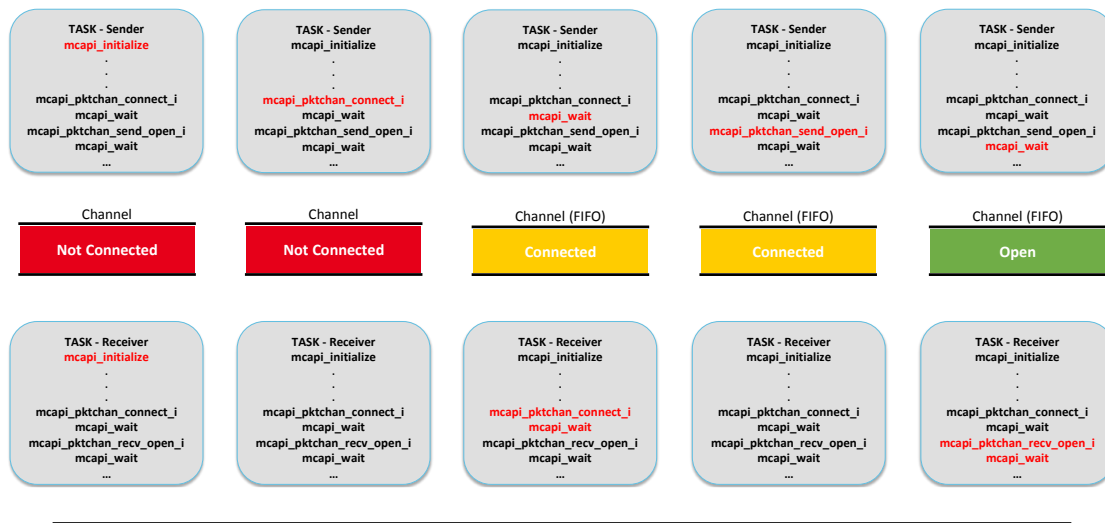 TASK - Sender
mcapi_initialize
.
.
.
mcapi_pktchan_connect_i
mcapi_wait
mcapi_pktchan_send_open_i
mcapi_wait
...
TASK - Sender
mcapi_initialize
.
.
.
mcapi_pktchan_connect_i
mcapi_wait
mcapi_pktchan_send_open_i
mcapi_wait
...
TASK - Sender
mcapi_initialize
.
.
.
mcapi_pktchan_connect_i
mcapi_wait
mcapi_pktchan_send_open_i
mcapi_wait
...
TASK - Sender
mcapi_initialize
.
.
.
mcapi_pktchan_connect_i
mcapi_wait
mcapi_pktchan_send_open_i
mcapi_wait
...
TASK - Sender
mcapi_initialize
.
.
.
mcapi_pktchan_connect_i
mcapi_wait
mcapi_pktchan_send_open_i
mcapi_wait
...
Channel
Not Connected
Channel
Not Connected
Channel (FIFO)
Connected
Channel (FIFO)
Connected
Channel (FIFO)
Open
TASK - Receiver
mcapi_initialize
.
.
.
mcapi_pktchan_connect_i
mcapi_wait
mcapi_pktchan_recv_open_i
mcapi_wait
...
TASK - Receiver
mcapi_initialize
.
.
.
mcapi_pktchan_connect_i
mcapi_wait
mcapi_pktchan_recv_open_i
mcapi_wait
...
TASK - Receiver
mcapi_initialize
.
.
.
mcapi_pktchan_connect_i
mcapi_wait
mcapi_pktchan_recv_open_i
mcapi_wait
...
TASK - Receiver
mcapi_initialize
.
.
.
mcapi_pktchan_connect_i
mcapi_wait
mcapi_pktchan_recv_open_i
mcapi_wait
...
TASK - Receiver
mcapi_initialize
.
.
.
mcapi_pktchan_connect_i
mcapi_wait
mcapi_pktchan_recv_open_i
mcapi_wait
...